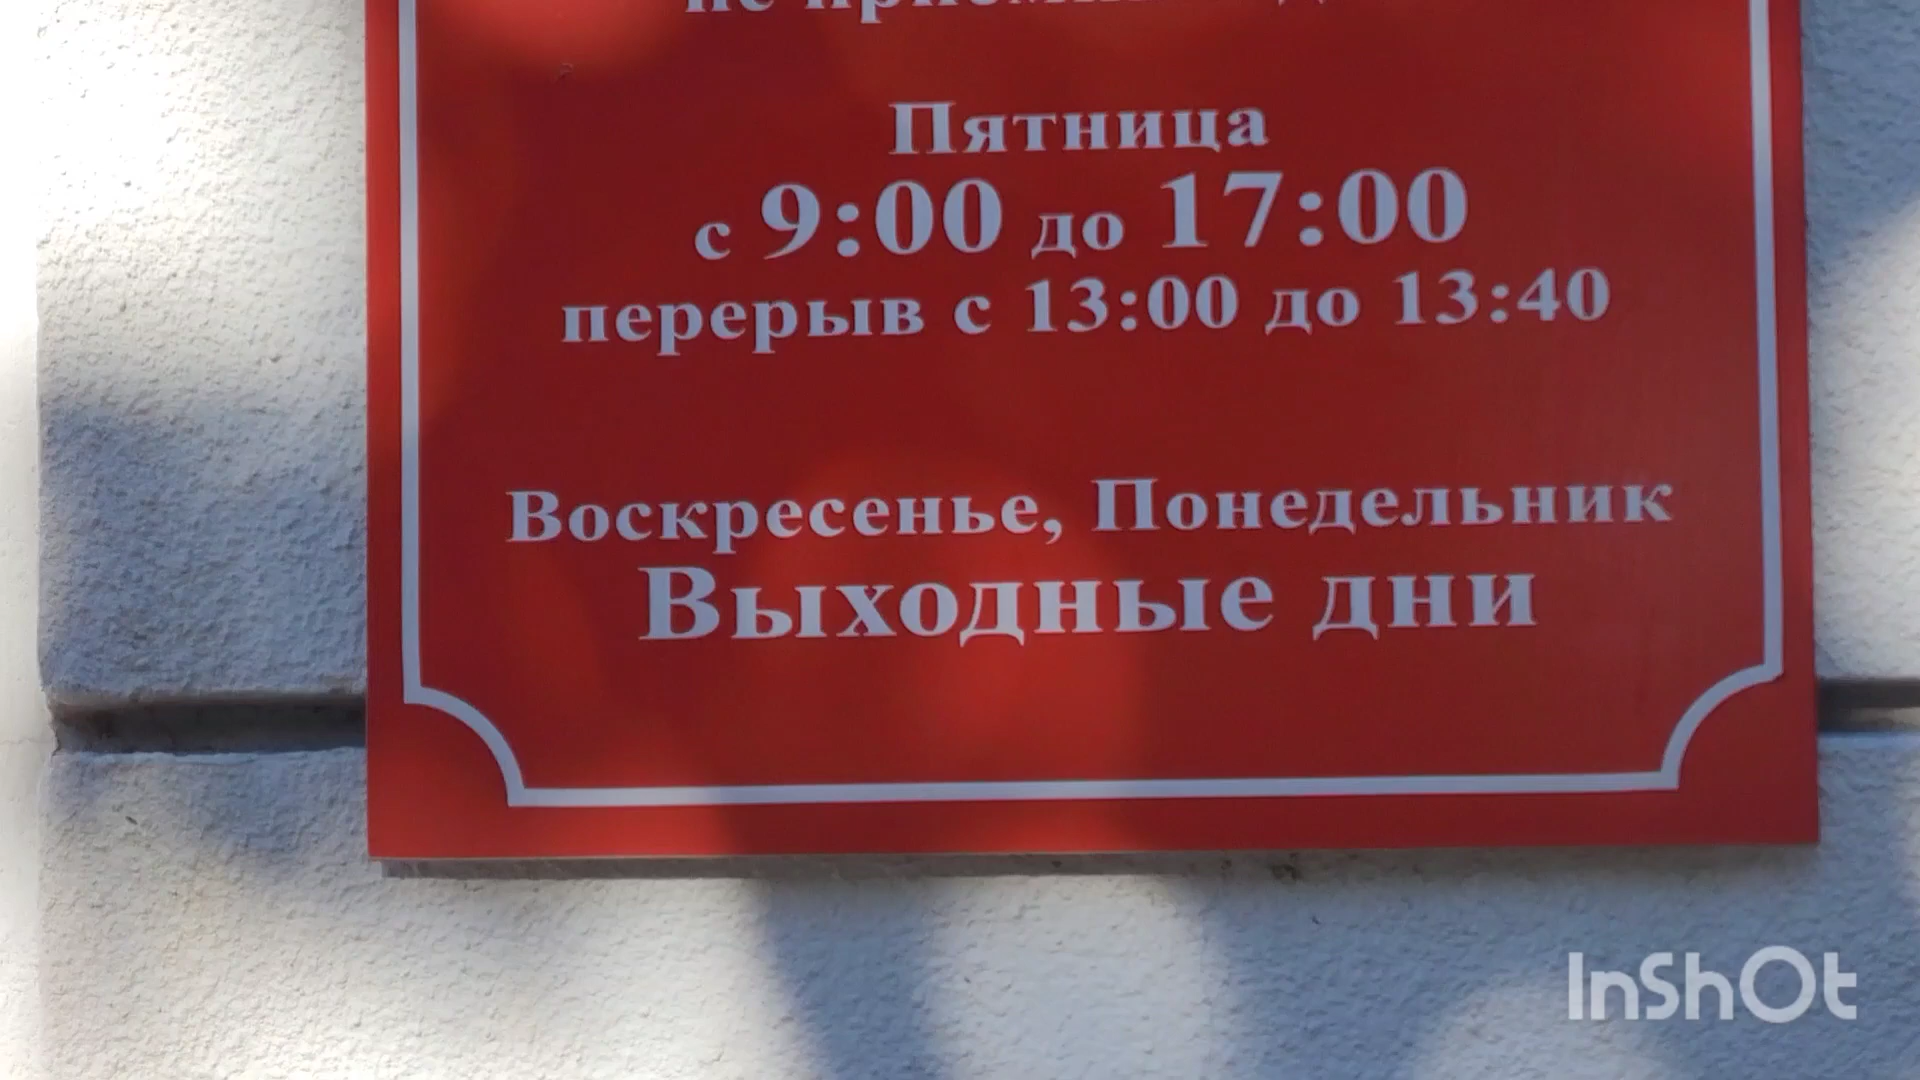 Пятница
с 9:00 до 17:00
перерыв с 13:00 до 13:40
Воскресенье, Понедельник
Выходные дни
InShOt